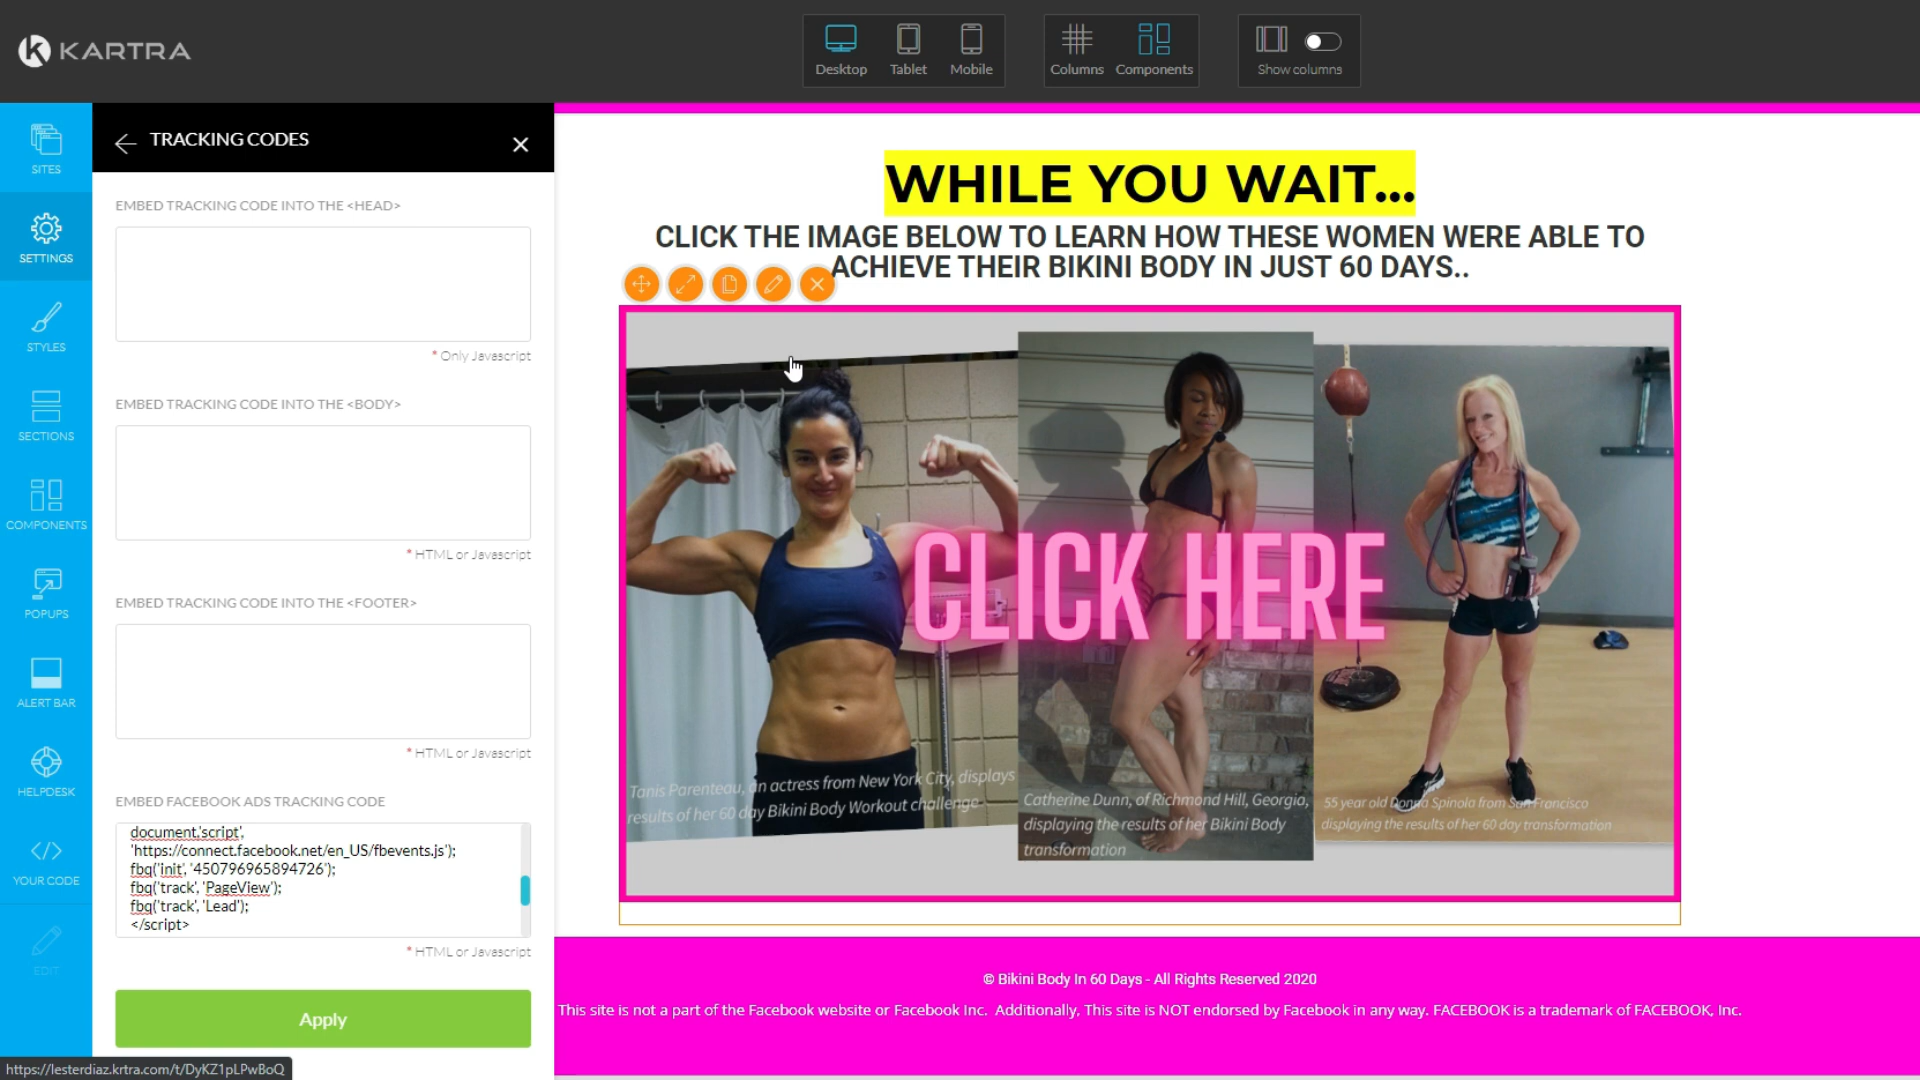 KARTRA
Desktop
Tablet
Mobile
Columns
Components
Show columns
SITES
SETTINGS
STYLES
SECTIONS
COMPONENTS
POPUPS
ALERT BAR
HELPDESK
YOUR CODE
EDIT
TRACKING CODES
EMBED TRACKING CODE INTO THE <HEAD>
* Only Javascript
EMBED TRACKING CODE INTO THE <BODY>
* HTML or Javascript
EMBED TRACKING CODE INTO THE <FOOTER>
* HTML or Javascript
EMBED FACEBOOK ADS TRACKING CODE
document,'script',
'https://connect.facebook.net/en_US/fbevents.js');
fbq('init', '450796965894726');
fbq('track', 'PageView');
fbq('track', 'Lead');
</script>
* HTML or Javascript
Apply
https://lesterdiaz.krtra.com/t/DyKZ1pLPwBoQ
WHILE YOU WAIT...
CLICK THE IMAGE BELOW TO LEARN HOW THESE WOMEN WERE ABLE TO
ACHIEVE THEIR BIKINI BODY IN JUST 60 DAYS..
CLICK HERE
Tanis Parenteau, an actress from New York City, displays
results of her 60 day Bikini Body Workout challenge
Catherine Dunn, of Richmond Hill, Georgia,
displaying the results of her Bikini Body
transformation
55 year old Donna Spinola from San Francisco
displaying the results of her 60 day transformation
© Bikini Body In 60 Days - All Rights Reserved 2020
This site is not a part of the Facebook website or Facebook Inc. Additionally, This site is NOT endorsed by Facebook in any way. FACEBOOK is a trademark of FACEBOOK, Inc.